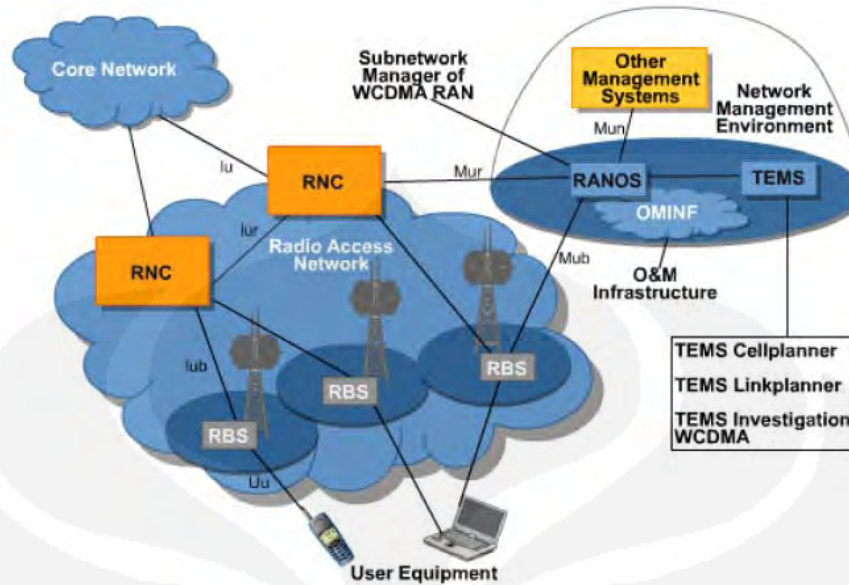 Core Network
Subnetwork
Manager of
WCDMA RAN
Other
Management
Systems
Network
Management
Environment
Mun
Iu
RNC
Mur
RANOS
TEMS
OMINF
Iur
Radio Access
Network
RNC
Mub
O&M
Infrastructure
Iub
RBS
RBS
RBS
Uu
TEMS Cellplanner
TEMS Linkplanner
TEMS Investigation
WCDMA
User Equipment